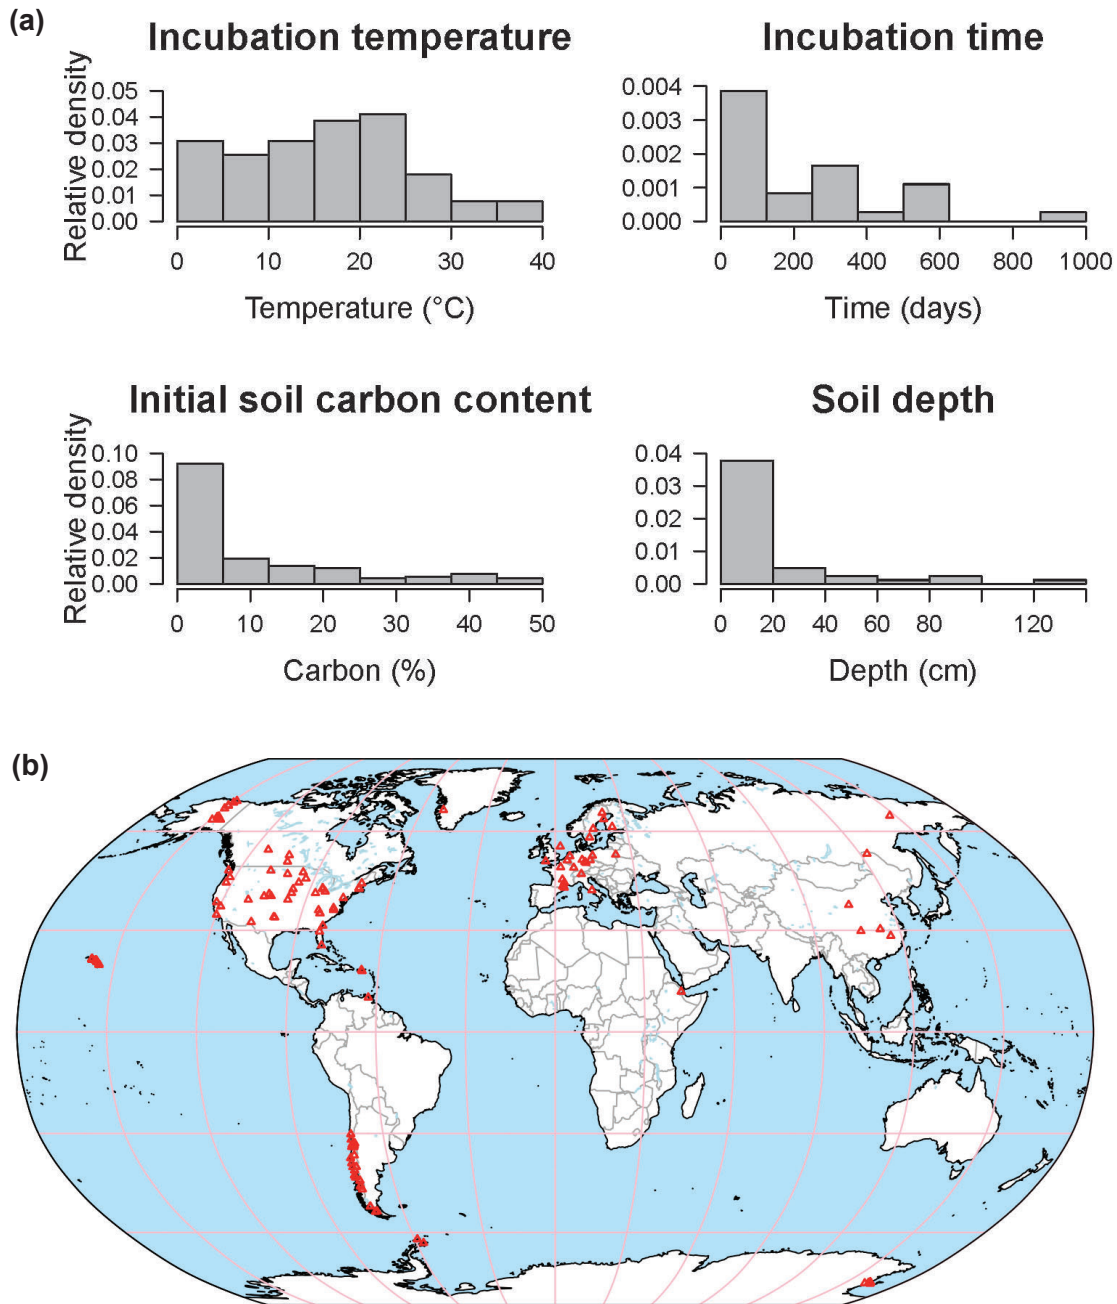 (a)
Incubation temperature
Relative density
0.05
0.04
0.03
0.02
0.01
0.00
0 10 20 30 40
Temperature (°C)
Incubation time
0.004
0.003
0.002
0.001
0.000
0 200 400 600 800 1000
Time (days)
Initial soil carbon content
Relative density
0.10
0.08
0.06
0.04
0.02
0.00
0 10 20 30 40 50
Carbon (%)
Soil depth
0.04
0.03
0.02
0.01
0.00
0 20 40 60 80 120
Depth (cm)
(b)